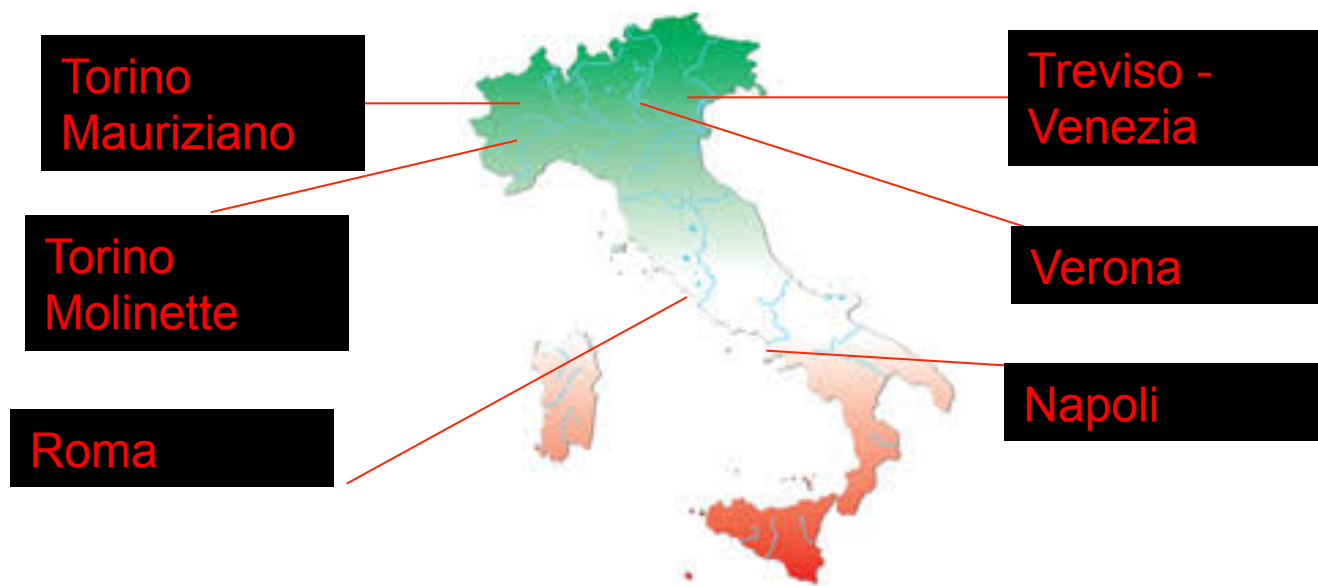 Torino
Mauriziano
Torino
Molinette
Roma
Treviso -
Venezia
Verona
Napoli